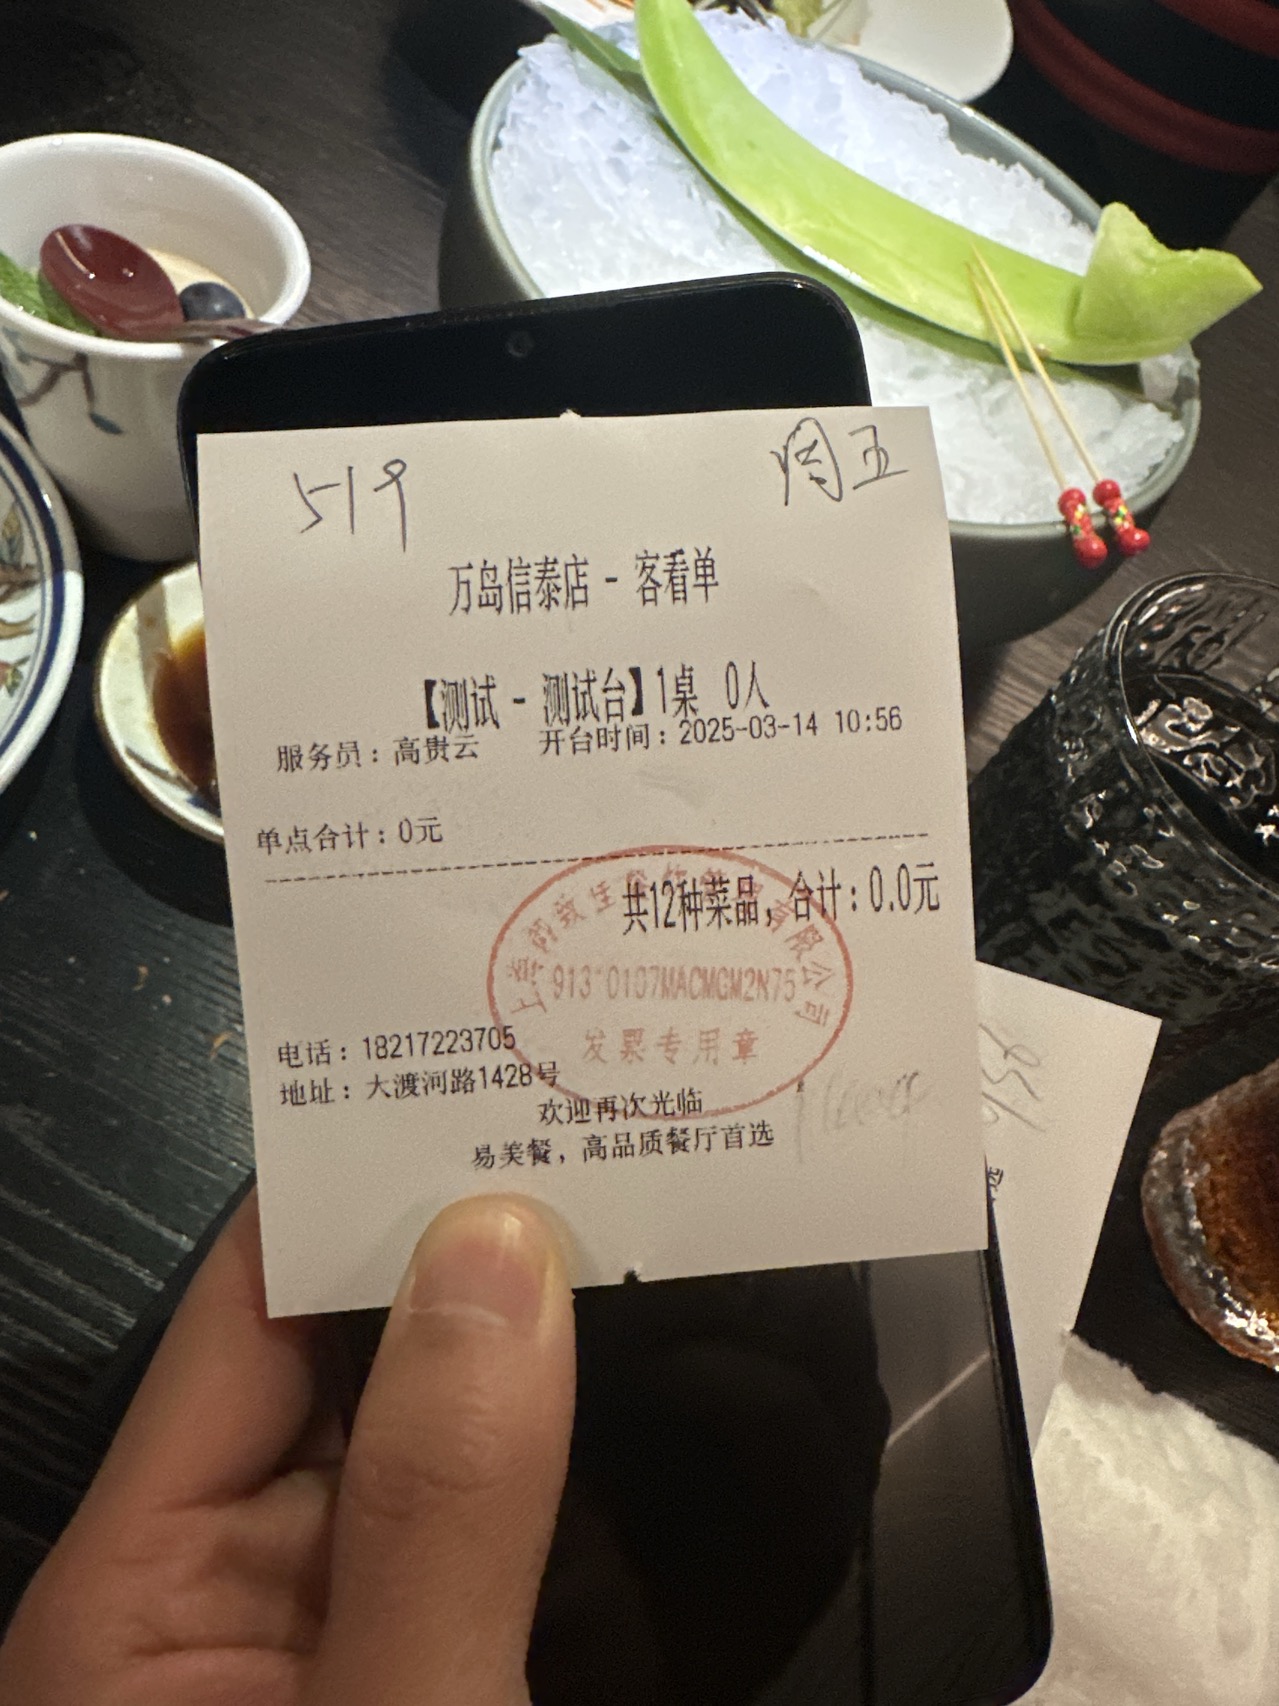 519 周五
万岛信泰店 - 客看单
【测试 - 测试台】1桌 0人
服务员：高贵云 开台时间：2025-03-14 10:56
单点合计：0元
共12种菜品，合计：0.0元
发票专用章
电话：18217223705
地址：大渡河路1428号
欢迎再次光临
易美餐，高品质餐厅首选